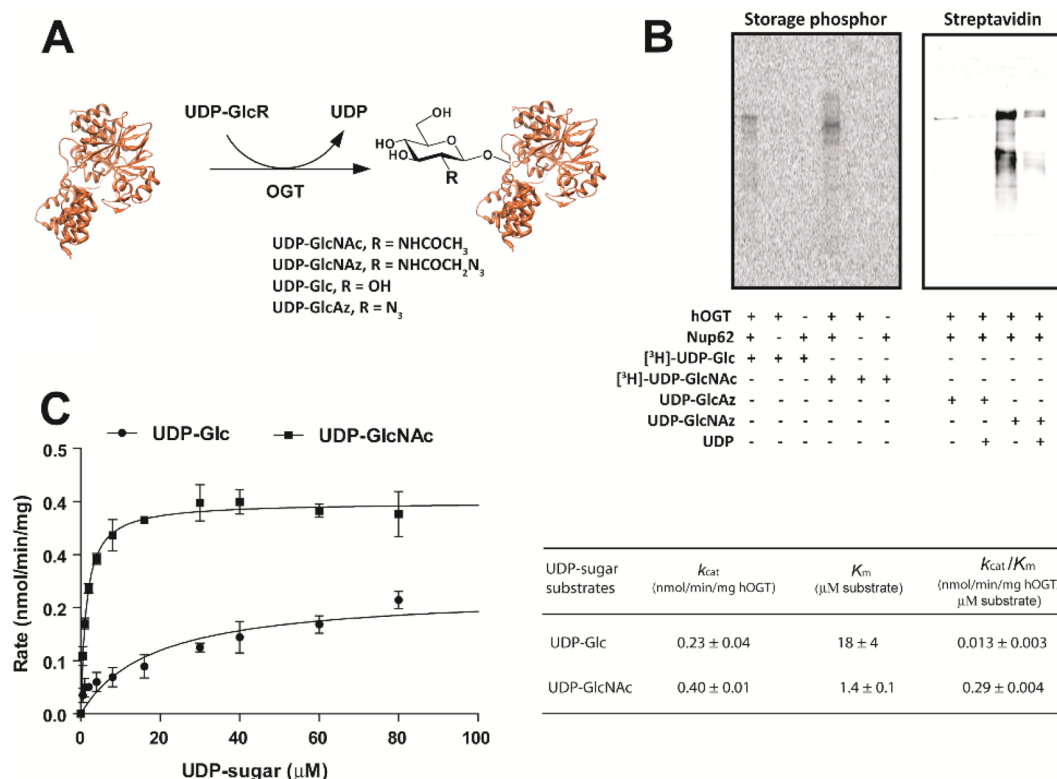 A
UDP-GlcR
UDP
OGT
OH
HO
HO
O
O
R
UDP-GlcNAc, R = NHCOCH3
UDP-GlcNAz, R = NHCOCH2N3
UDP-Glc, R = OH
UDP-GlcAz, R = N3
B
Storage phosphor
Streptavidin
hOGT + + - + + - + + + +
Nup62 + - + + - + + + + +
[3H]-UDP-Glc + + + - - - - - - -
[3H]-UDP-GlcNAc - - - + + + - - - -
UDP-GlcAz - - - - - - + + - -
UDP-GlcNAz - - - - - - - - + +
UDP - - - - - - - + - +
C
UDP-Glc
UDP-GlcNAc
Rate (nmol/min/mg)
0.5
0.4
0.4
0.2
0.1
0.0
0 20 40 60 80 100
UDP-sugar (μM)
UDP-sugar substrates
kcat (nmol/min/mg hOGT)
Km (μM substrate)
kcat/Km (nmol/min/mg hOGT/ μM substrate)
UDP-Glc 0.23 ± 0.04 18 ± 4 0.013 ± 0.003
UDP-GlcNAc 0.40 ± 0.01 1.4 ± 0.1 0.29 ± 0.004